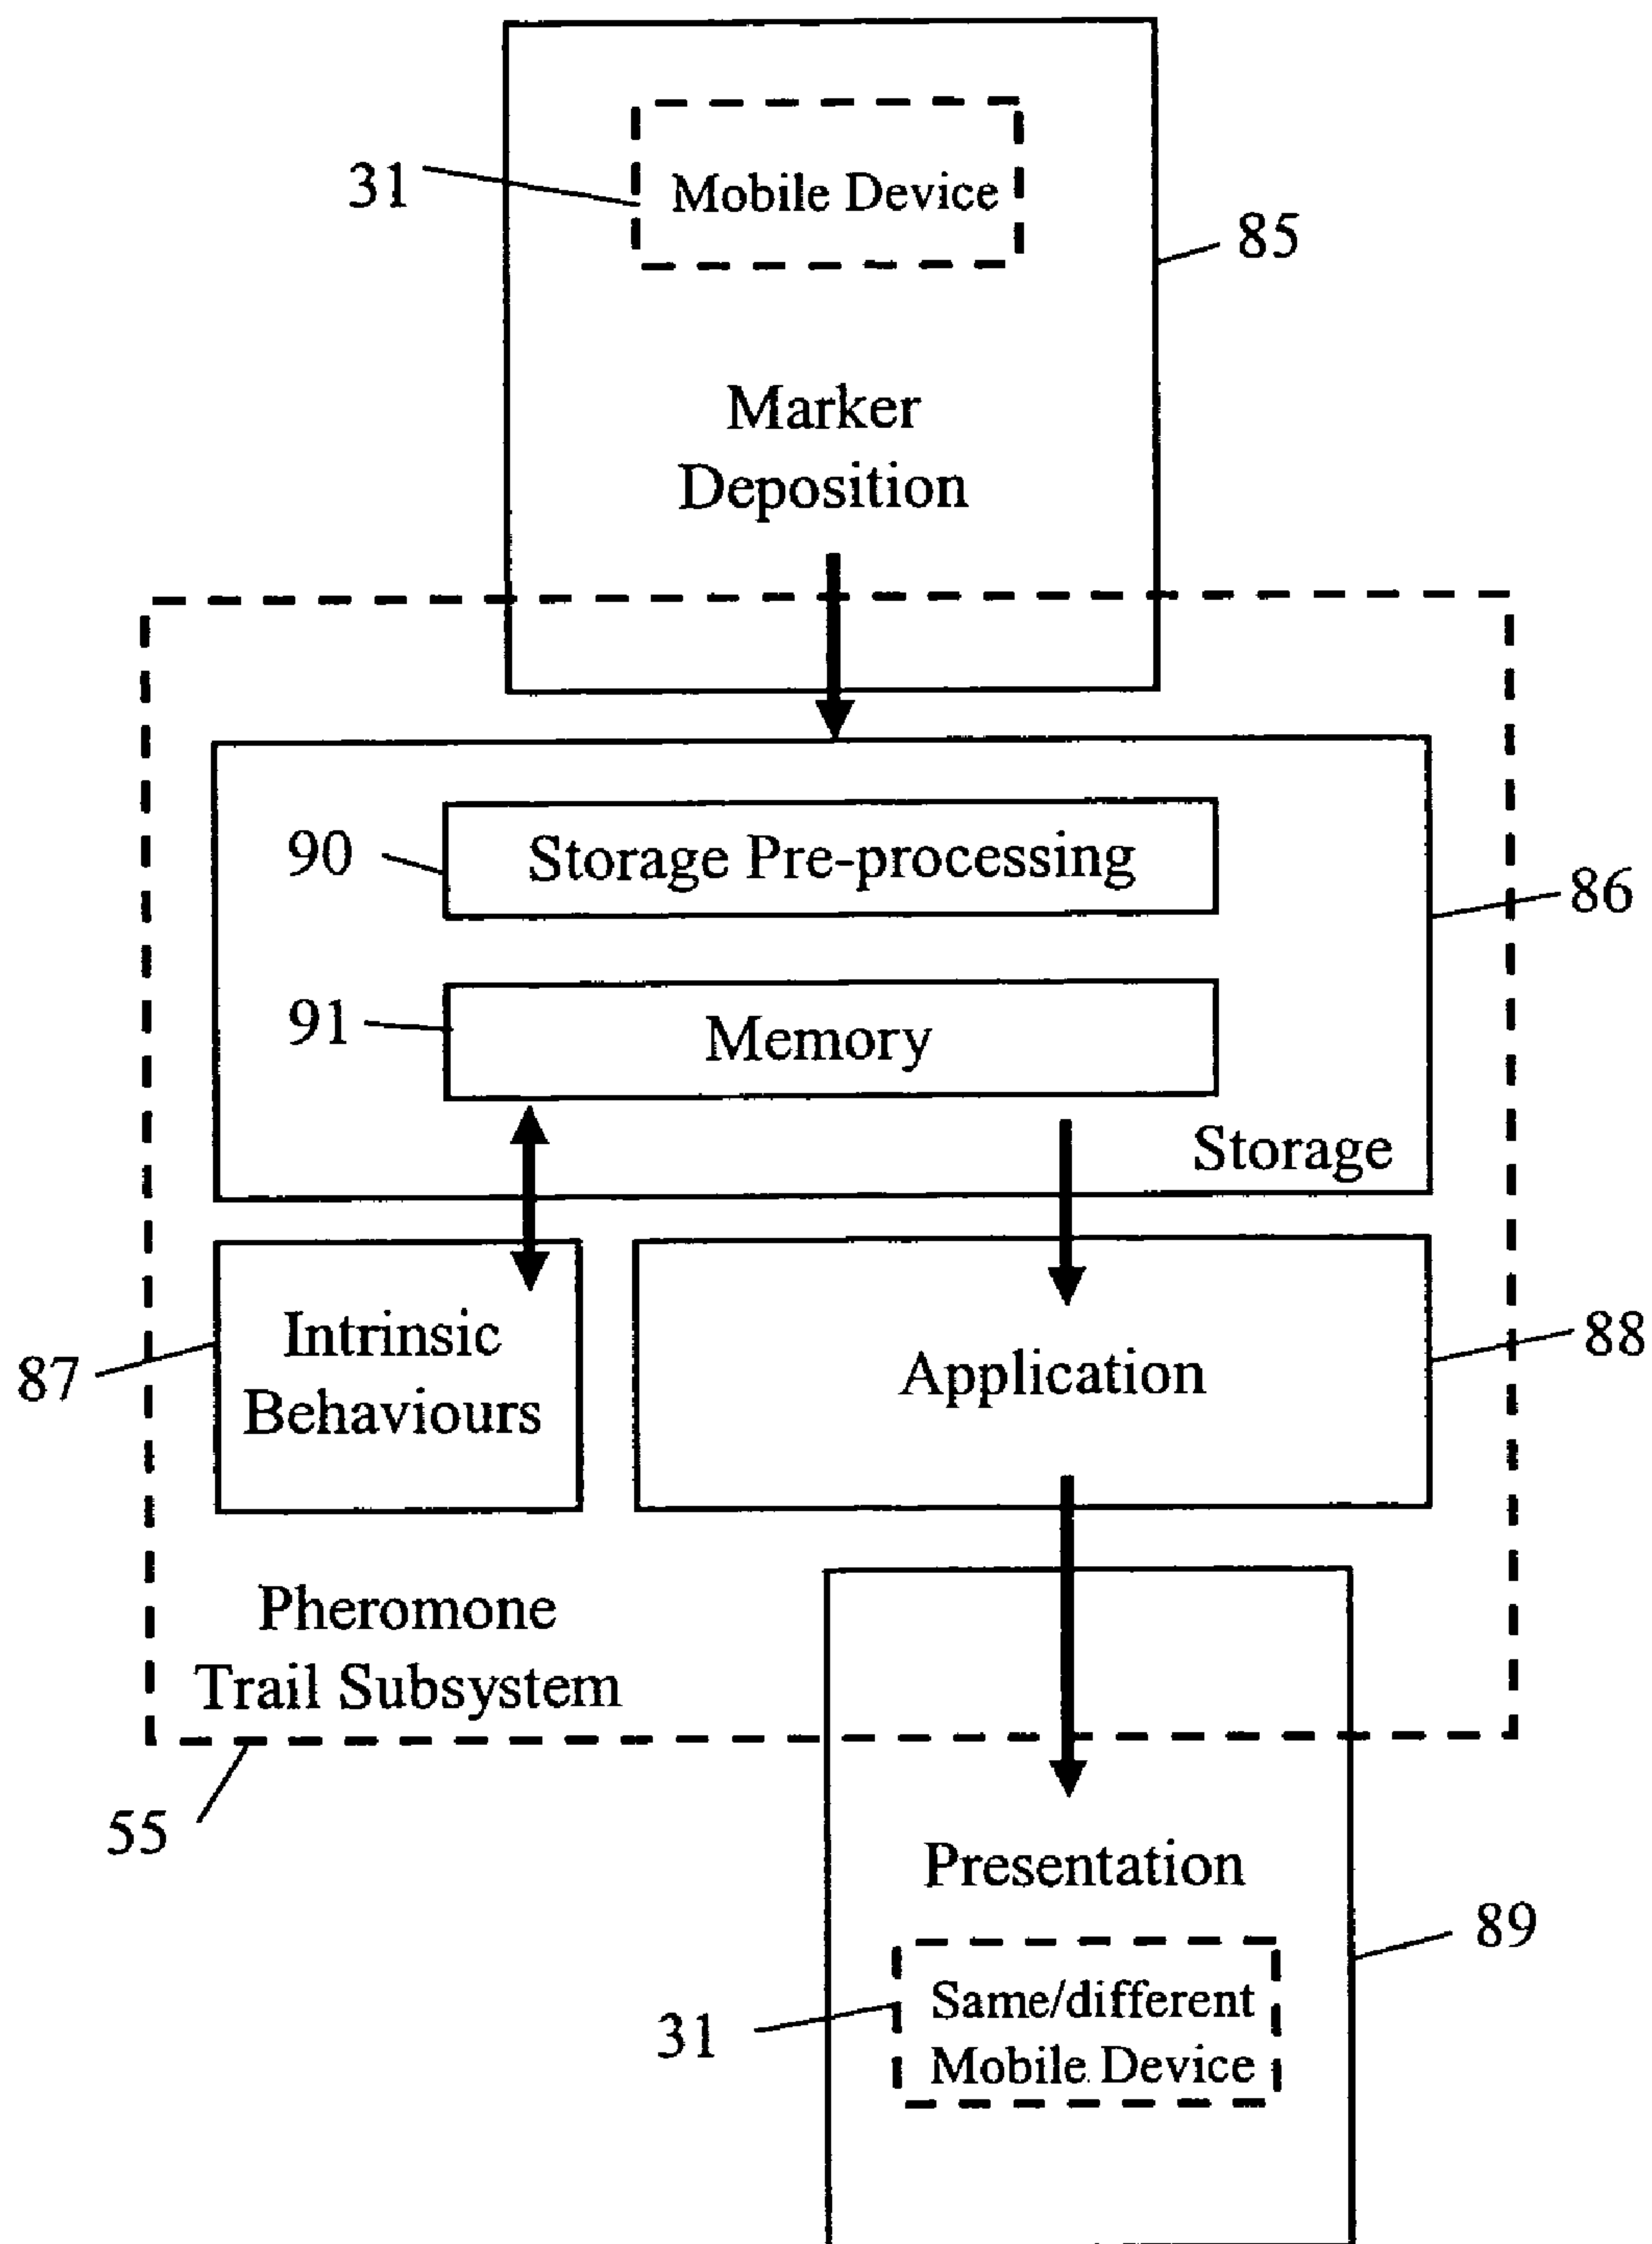 31
Mobile Device
85
Marker
Deposition
90
Storage Pre-processing
86
91
Memory
Storage
87
Intrinsic
Behaviours
Application
88
Pheromone
Trail Subsystem
55
Presentation
89
31
Same/different
Mobile Device